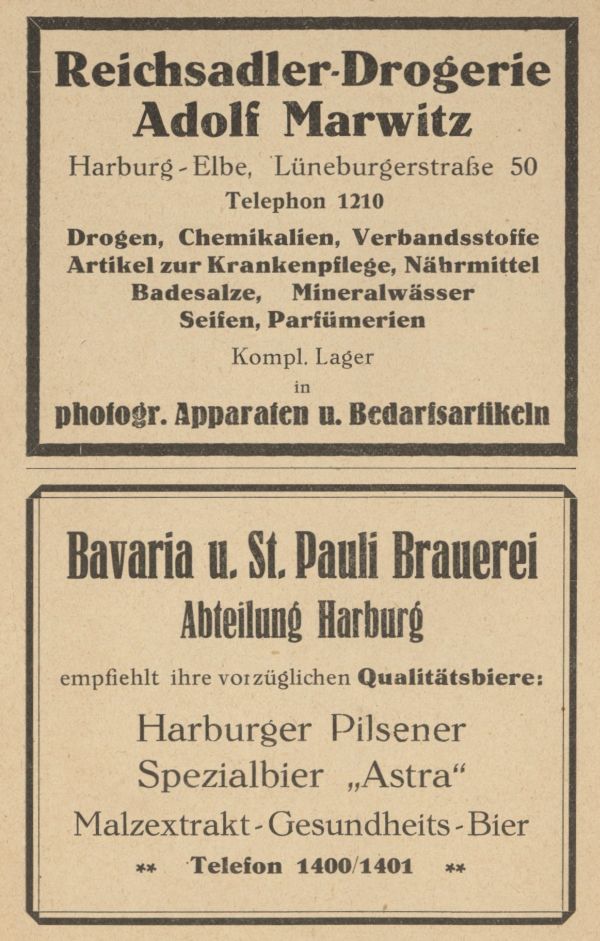 Reichsadler-Drogerie
Adolf Marwitz
Harburg-Elbe, Lüneburgerstraße 50
Telephon 1210
Drogen, Chemikalien, Verbandsstoffe
Artikel zur Krankenpflege, Nährmittel
Badesalze, Mineralwässer
Seifen, Parfümerien
Kompl. Lager
in
photogr. Apparaten u. Bedarfsartikeln
Bavaria u. St. Pauli Brauerei
Abteilung Harburg
empfiehlt ihre vorzüglichen Qualitätsbiere:
Harburger Pilsener
Spezialbier „Astra“
Malzextrakt-Gesundheits-Bier
** Telefon 1400/1401 **